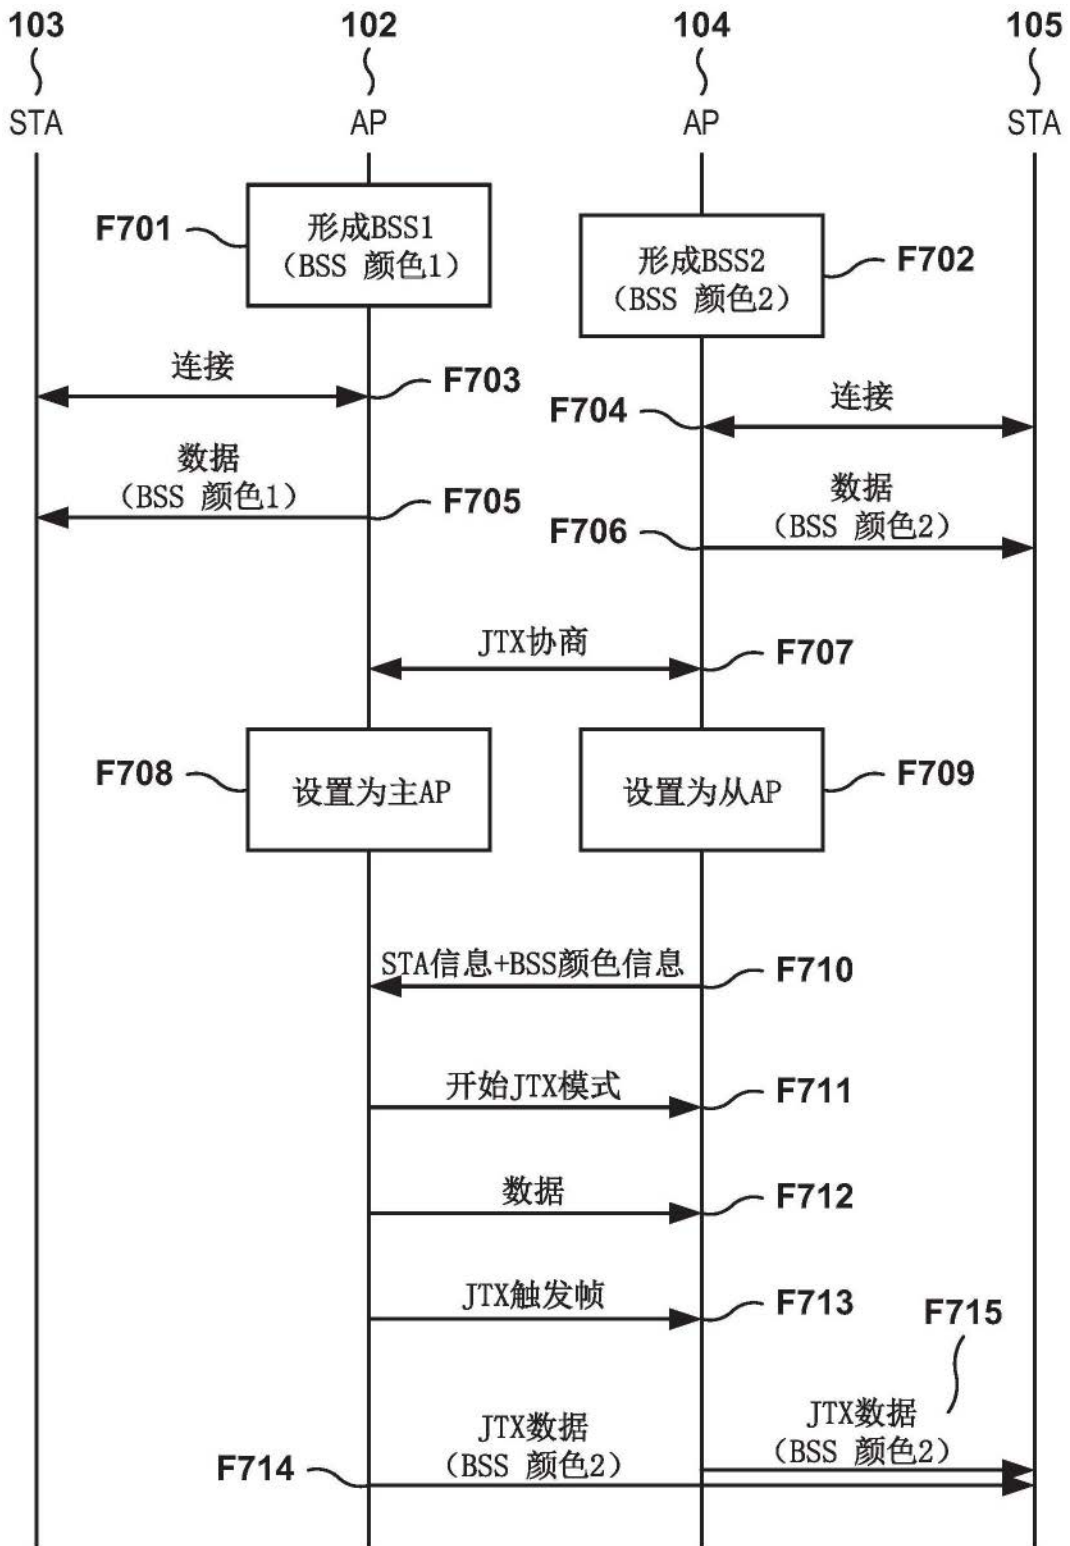 103
102
104
105
STA
AP
AP
STA
F701
形成BSS1
(BSS 颜色1)
形成BSS2
(BSS 颜色2)
F702
连接
F703
F704
连接
数据
(BSS 颜色1)
F705
数据
F706
(BSS 颜色2)
JTX协商
F707
F708
设置为主AP
设置为从AP
F709
STA信息+BSS颜色信息
F710
开始JTX模式
F711
数据
F712
JTX触发帧
F713
F715
JTX数据
(BSS 颜色2)
JTX数据
(BSS 颜色2)
F714